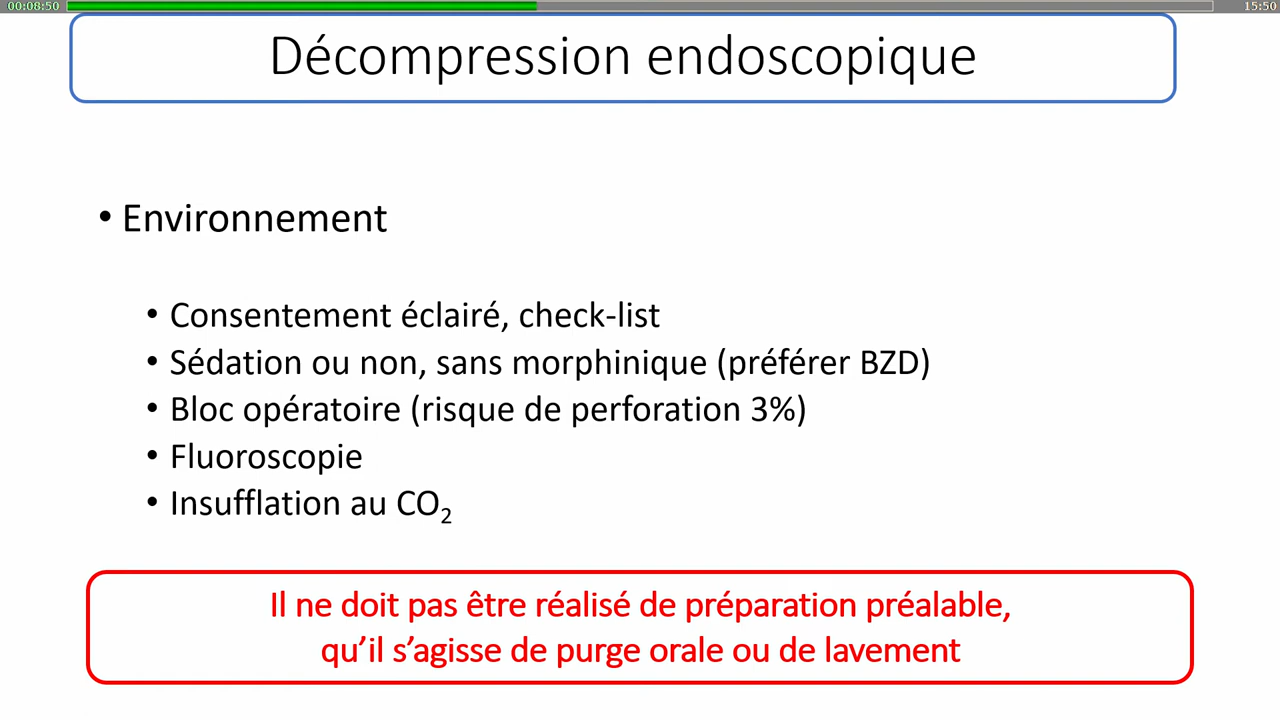 00:08:50
15:50
Décompression endoscopique
• Environnement
• Consentement éclairé, check-list
• Sédation ou non, sans morphinique (préférer BZD)
• Bloc opératoire (risque de perforation 3%)
• Fluoroscopie
• Insufflation au CO₂
Il ne doit pas être réalisé de préparation préalable,
qu’il s’agisse de purge orale ou de lavement